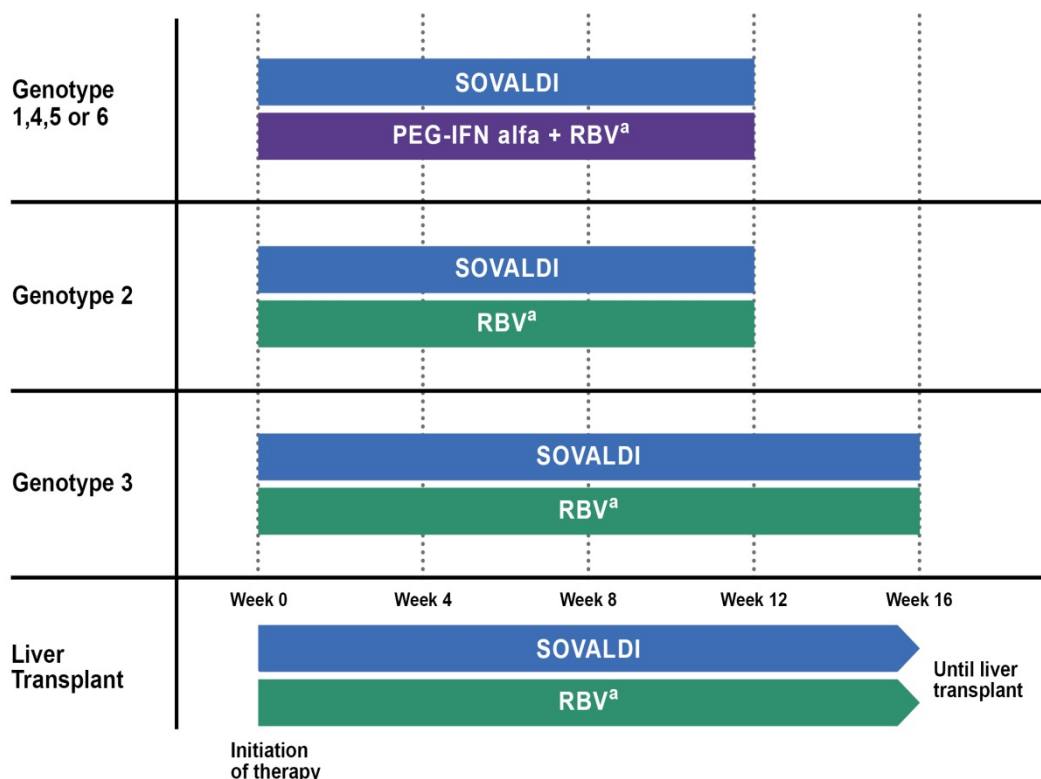 Genotype
1,4,5 or 6
SOVALDI
PEG-IFN alfa + RBVᵃ
Genotype 2
SOVALDI
RBVᵃ
Genotype 3
SOVALDI
RBVᵃ
Week 0 Week 4 Week 8 Week 12 Week 16
Liver
Transplant
SOVALDI
RBVᵃ
Until liver
transplant
Initiation
of therapy